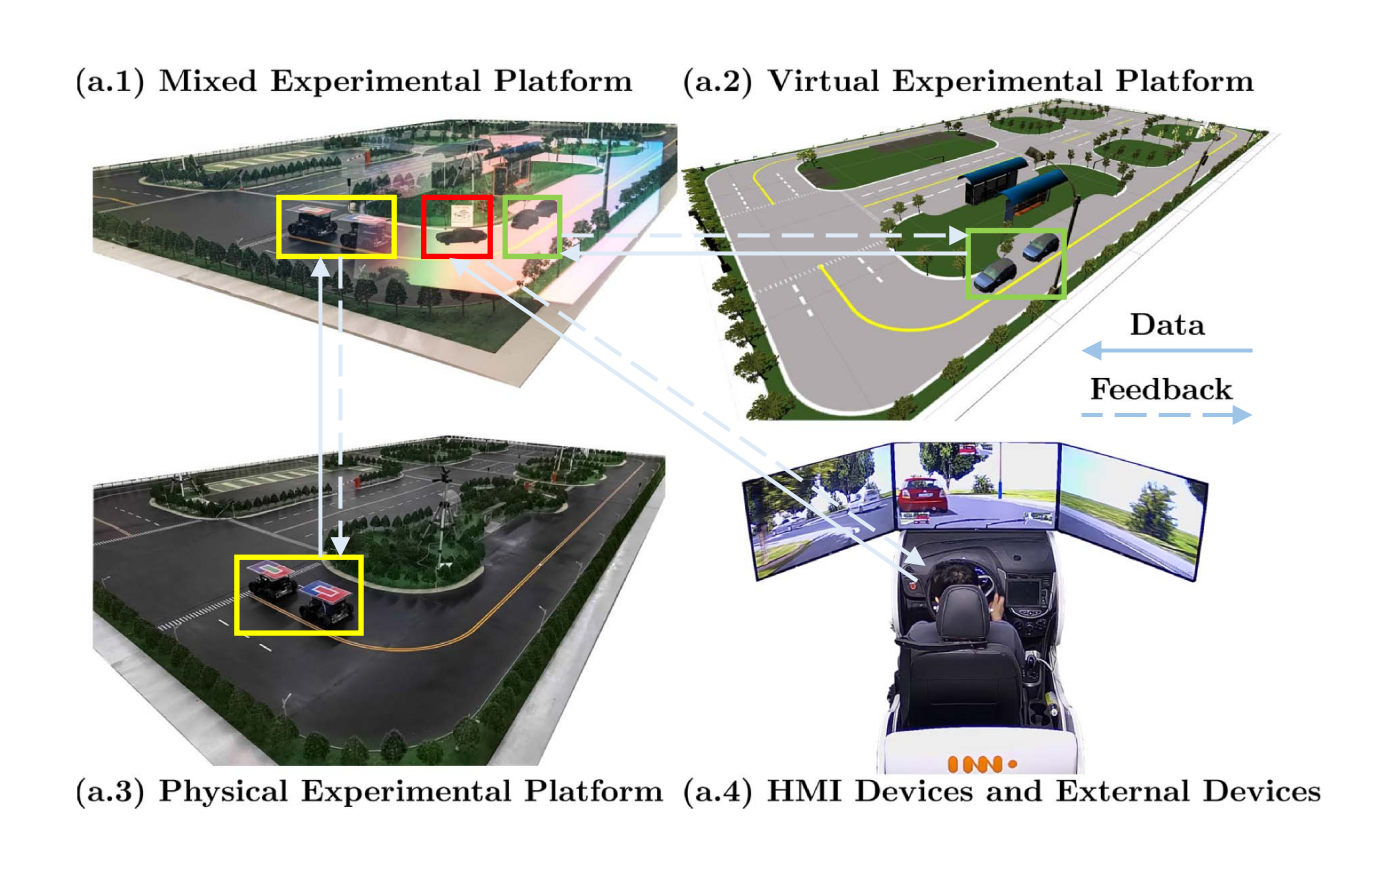 (a.1) Mixed Experimental Platform
(a.2) Virtual Experimental Platform
Data
Feedback
(a.3) Physical Experimental Platform
(a.4) HMI Devices and External Devices